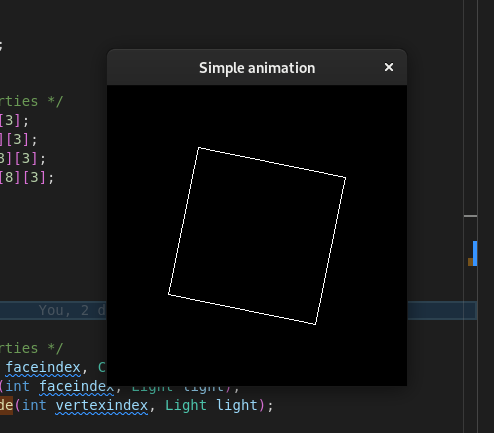 ;
Simple animation ×
rties */
[3];
][3];
8][3];
[8][3];
You, 2 d
rties */
faceindex, C
(int faceindex, Light light);
de(int vertexindex, Light light);